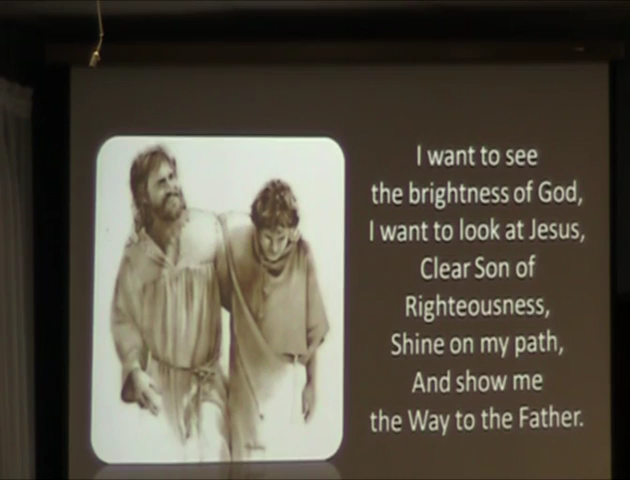 I want to see
the brightness of God,
I want to look at Jesus,
Clear Son of
Righteousness,
Shine on my path,
And show me
the Way to the Father.